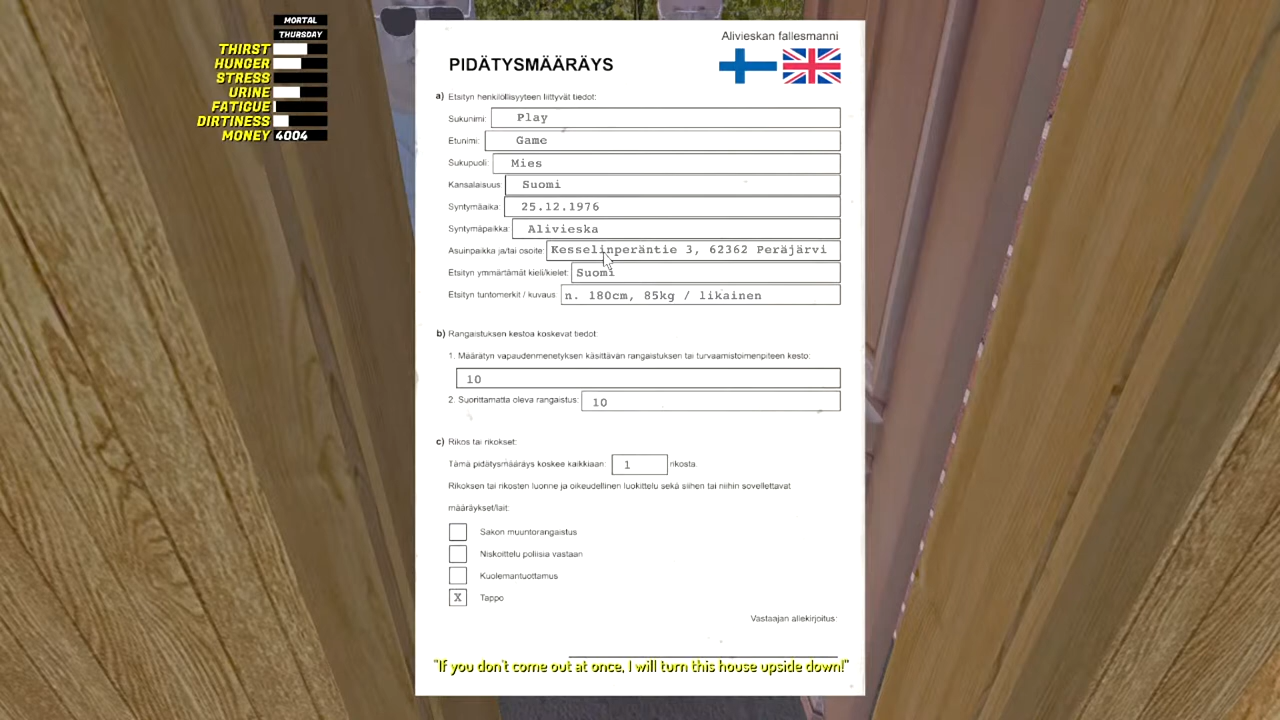 MORTAL
THURSDAY
THIRST
HUNGER
STRESS
URINE
FATIGUE
DIRTINESS
MONEY 4004
Alivieskan fallesmanni
PIDÄTYSMÄÄRÄYS
a) Etsityn henkilöllisyyteen liittyvät tiedot:
Sukunimi: Play
Etunimi: Game
Sukupuoli: Mies
Kansalaisuus: Suomi
Syntymäaika: 25.12.1976
Syntymäpaikka: Alivieska
Asuinpaikka ja/tai osoite: Kesselinperäntie 3, 62362 Peräjärvi
Etsityn ymmärtämät kieli/kielet: Suomi
Etsityn tuntomerkit / kuvaus: n. 180cm, 85kg / likainen
b) Rangaistuksen kestoa koskevat tiedot:
1. Määrätyn vapaudenmenetyksen käsittävän rangaistuksen tai turvaamistoimenpiteen kesto:
10
2. Suorittamatta oleva rangaistus: 10
c) Rikos tai rikokset:
Tämä pidätysmääräys koskee kaikkiaan: 1 rikosta.
Rikoksen tai rikosten luonne ja oikeudellinen luokittelu sekä siihen tai niihin sovellettavat
määräykset/lait:
Sakon muuntorangaistus
Niskoittelu poliisia vastaan
Kuolemantuottamus
X Tappo
Vastaajan allekirjoitus:
"If you don't come out at once, I will turn this house upside down!"